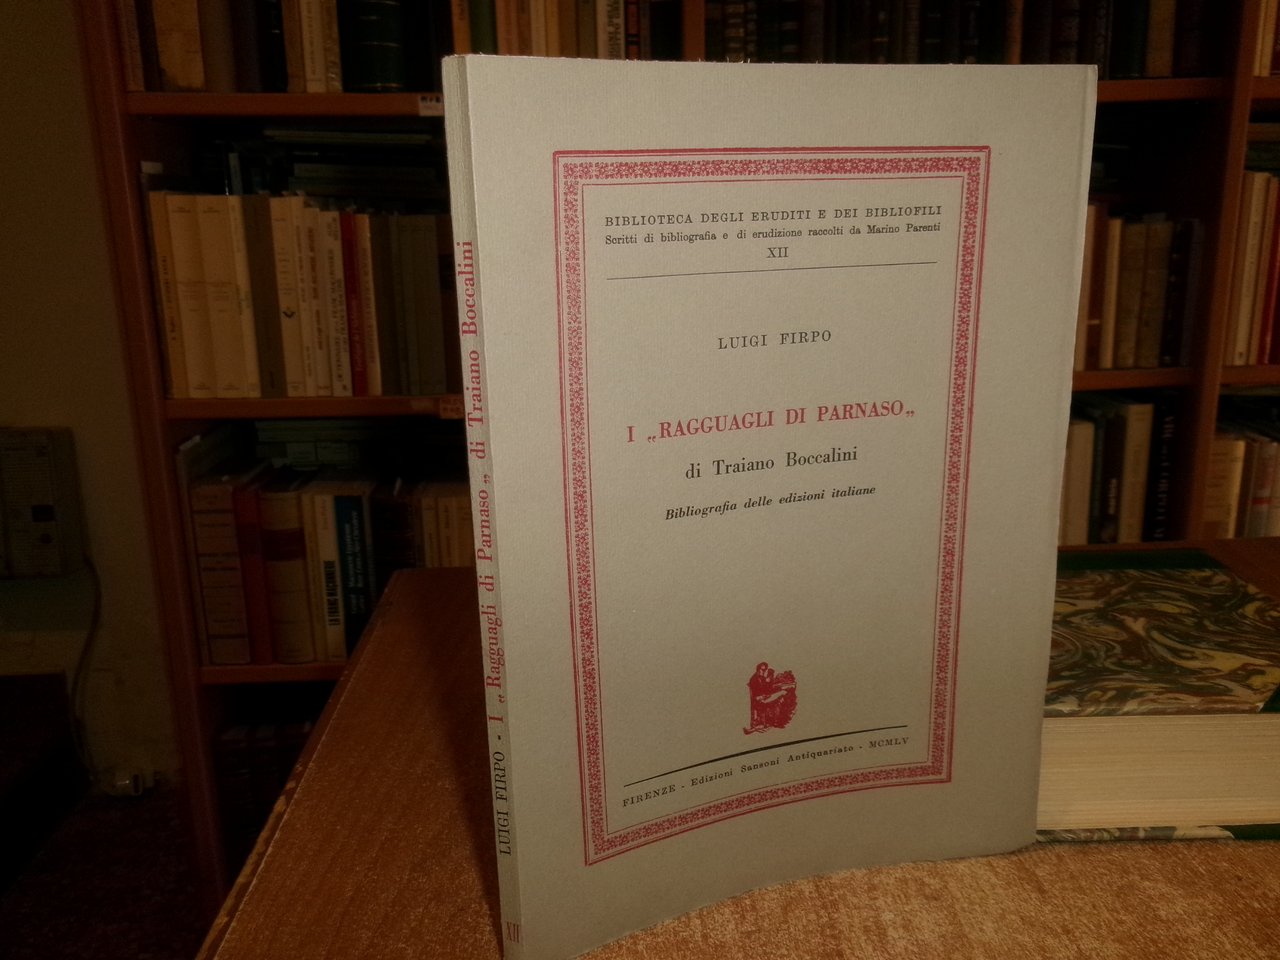 BIBLIOTECA DEGLI ERUDITI E DEI BIBLIOFILI
Scritti di bibliografia e di erudizione raccolti da Marino Parenti
XII
LUIGI FIRPO
I „RAGGUAGLI DI PARNASO„
di Traiano Boccalini
Bibliografia delle edizioni italiane
FIRENZE - Edizioni Sansoni Antiquariato - MCMLV
LUIGI FIRPO - I „Ragguagli di Parnaso„ di Traiano Boccalini
XII